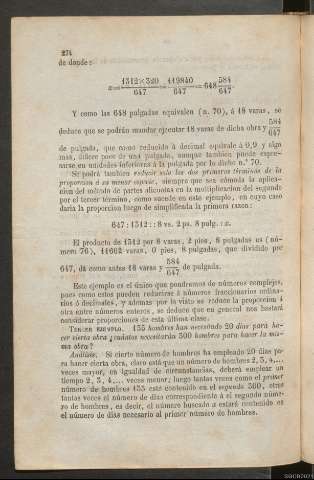 274
de donde:
x = 1312×320 / 647 = 419840 / 647 = 648 584/647.
Y como las 648 pulgadas equivalen (n. 70), á 18 varas, se
deduce que se podrán mandar ejecutar 18 varas de dicha obra y 584/647
de pulgada, que como reducido á decimal equivale á 0,9 y algo
mas, difiere poco de una pulgada, aunque tambien puede expre-
sarse en unidades inferiores á la pulgada por lo dicho n.° 70.
Se podrá tambien reducir solo los dos primeros términos de la
proporcion á su menor especie, siempre que sea cómoda la aplica-
cion del método de partes alícuotas en la multiplicacion del segundo
por el tercer término, como sucede en este ejemplo, en cuyo caso
daria la proporcion luego de simplificada la primera razon:
647 : 1312 : : 8 vs. 2 ps. 8 pulg. : x.
El producto de 1312 por 8 varas, 2 pies, 8 pulgadas es (nú-
mero 76), 11662 varas, 0 pies, 8 pulgadas, que dividido por
647, dá como antes 18 varas y 584/647 de pulgada.
Este ejemplo es el único que pondremos de números complejos,
pues como estos pueden reducirse á números fraccionarios ordina-
rios ó decimales, y ademas por lo visto se reduce la proporcion á
otra entre números enteros, se deduce que en general nos bastará
considerar proporciones de esta última clase.
TERCER EJEMPLO. 155 hombres han necesitado 20 dias para ha-
cer cierta obra ¿cuántos necesitarán 300 hombres para hacer la mis-
ma obra?
Análisis. Si cierto número de hombres ha empleado 20 dias pa-
ra hacer cierta obra, claro está que un número de hombres 2, 3, 4,...
veces mayor, en igualdad de circunstancias, deberá emplear un
tiempo 2, 3, 4,... veces menor; luego tantas veces como el primer
número de hombres 155 esté contenido en el segundo 300, otras
tantas veces el número de dias correspondiente á el segundo núme-
ro de hombres, es decir, el número buscado x estará contenido en
el número de dias necesario al primer número de hombres.